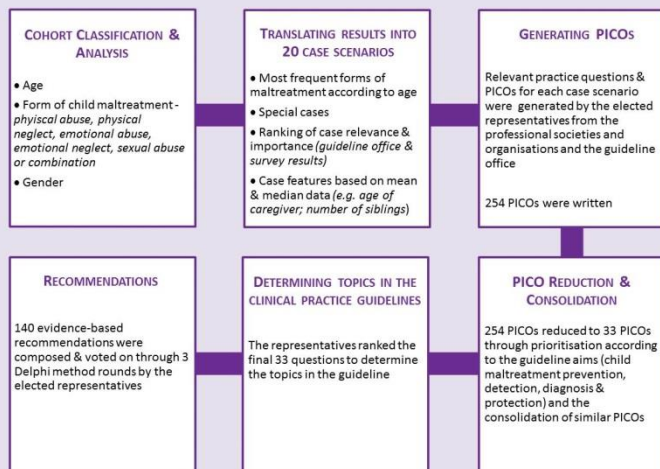 COHORT CLASSIFICATION &
ANALYSIS
• Age
• Form of child maltreatment -
phyiscal abuse, physical
neglect, emotional abuse,
emotional neglect, sexual abuse
or combination
• Gender
TRANSLATING RESULTS INTO
20 CASE SCENARIOS
• Most frequent forms of
maltreatment according to age
• Special cases
• Ranking of case relevance &
importance (guideline office &
survey results)
• Case features based on mean
& median data (e.g. age of
caregiver; number of siblings)
GENERATING PICOS
Relevant practice questions &
PICOs for each case scenario
were generated by the elected
representatives from the
professional societies and
organisations and the guideline
office
254 PICOs were written
RECOMMENDATIONS
140 evidence-based
recommendations were
composed & voted on through 3
Delphi method rounds by the
elected representatives
DETERMINING TOPICS IN THE
CLINICAL PRACTICE GUIDELINES
The representatives ranked the
final 33 questions to determine
the topics in the guideline
PICO REDUCTION &
CONSOLIDATION
254 PICOs reduced to 33 PICOs
through prioritisation according
to the guideline aims (child
maltreatment prevention,
detection, diagnosis &
protection) and the
consolidation of similar PICOs